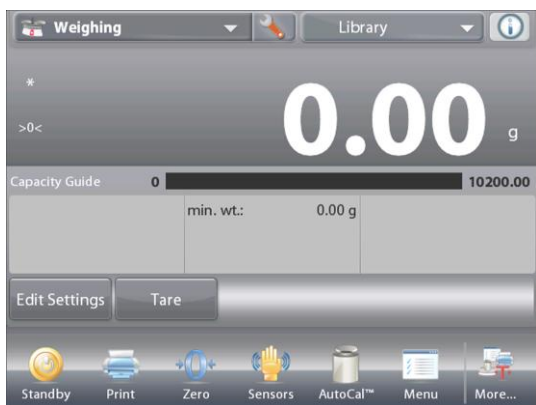 Weighing Library
*
>0<
0.00 g
Capacity Guide 0 10200.00
min. wt.: 0.00 g
Edit Settings Tare
Standby Print Zero Sensors AutoCal™ Menu More...